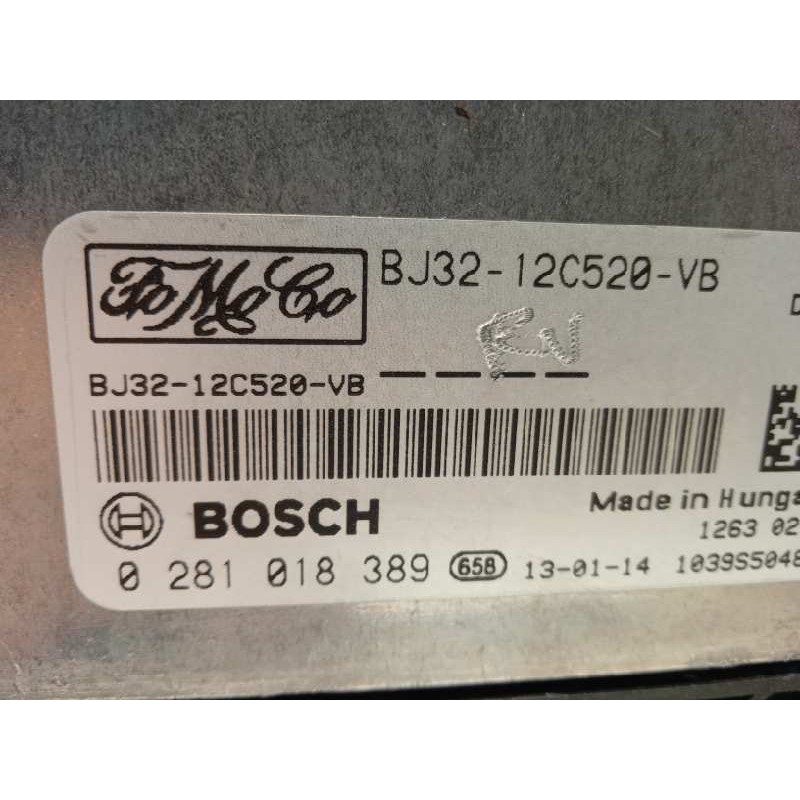 FoMoCo
BJ32-12C520-VB
D
BJ32-12C520-VB
BOSCH
Made in Hunga
0 281 018 389 658 13-01-14
1263 02
1039S5048